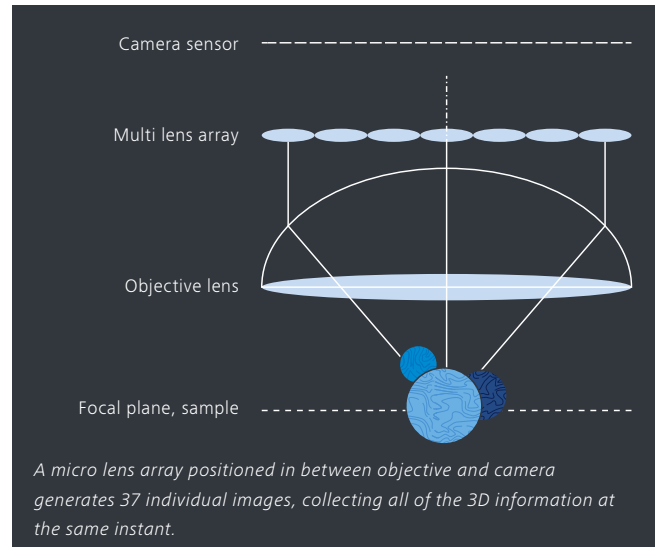 Camera sensor
Multi lens array
Objective lens
Focal plane, sample
A micro lens array positioned in between objective and camera
generates 37 individual images, collecting all of the 3D information at
the same instant.